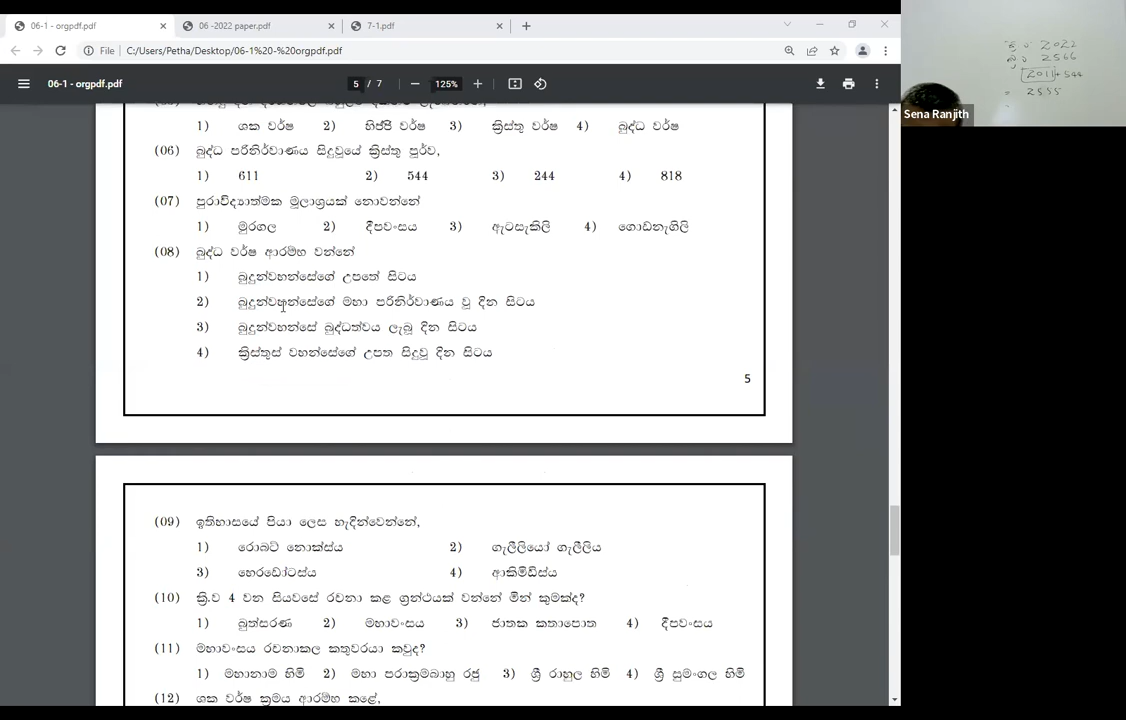 06-1 - orgpdf.pdf
06 -2022 paper.pdf
7-1.pdf
File
C:/Users/Petha/Desktop/06-1%20-%20orgpdf.pdf
06-1 - orgpdf.pdf
5 / 7
125%
1) ශක වර්ෂ 2) හිජ්ජි වර්ෂ 3) ක්‍රිස්තු වර්ෂ 4) බුද්ධ වර්ෂ
(06) බුද්ධ පරිනිර්වාණය සිදුවූයේ ක්‍රිස්තු පූර්ව,
1) 611 2) 544 3) 244 4) 818
(07) පුරාවිද්‍යාත්මක මූලාශ්‍රයක් නොවන්නේ
1) මුරගල 2) දීපවංසය 3) ඇටසැකිලි 4) ගොඩනැගිලි
(08) බුද්ධ වර්ෂ ආරම්භ වන්නේ
1) බුදුන්වහන්සේගේ උපතේ සිටය
2) බුදුන්වහන්සේගේ මහා පරිනිර්වාණය වූ දින සිටය
3) බුදුන්වහන්සේ බුද්ධත්වය ලැබූ දින සිටය
4) ක්‍රිස්තුස් වහන්සේගේ උපත සිදුවූ දින සිටය
5
(09) ඉතිහාසයේ පියා ලෙස හැදින්වෙන්නේ,
1) රොබට් නොක්ස්ය 2) ගැලීලියෝ ගැලීලිය
3) හෙරඩෝටස්ය 4) ආකිමිඩිස්ය
(10) ක්‍රි.ව 4 වන සියවසේ රචනා කළ ග්‍රන්ථයක් වන්නේ මින් කුමක්ද?
1) බුත්සරණ 2) මහාවංසය 3) ජාතක කතාපොත 4) දීපවංසය
(11) මහාවංසය රචනාකල කතුවරයා කවුද?
1) මහානාම හිමි 2) මහා පරාක්‍රමබාහු රජු 3) ශ්‍රී රාහුල හිමි 4) ශ්‍රී සුමංගල හිමි
(12) ශක වර්ෂ ක්‍රමය ආරම්භ කළේ,
2022
2566
2011 + 544
= 2555
Sena Ranjith